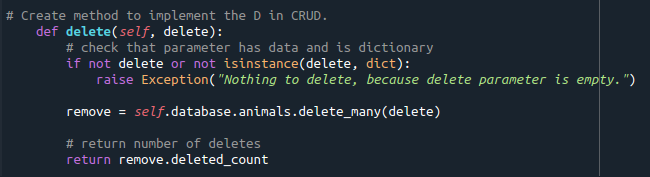 # Create method to implement the D in CRUD.
    def delete(self, delete):
        # check that parameter has data and is dictionary
        if not delete or not isinstance(delete, dict):
            raise Exception("Nothing to delete, because delete parameter is empty.")
        remove = self.database.animals.delete_many(delete)
        # return number of deletes
        return remove.deleted_count